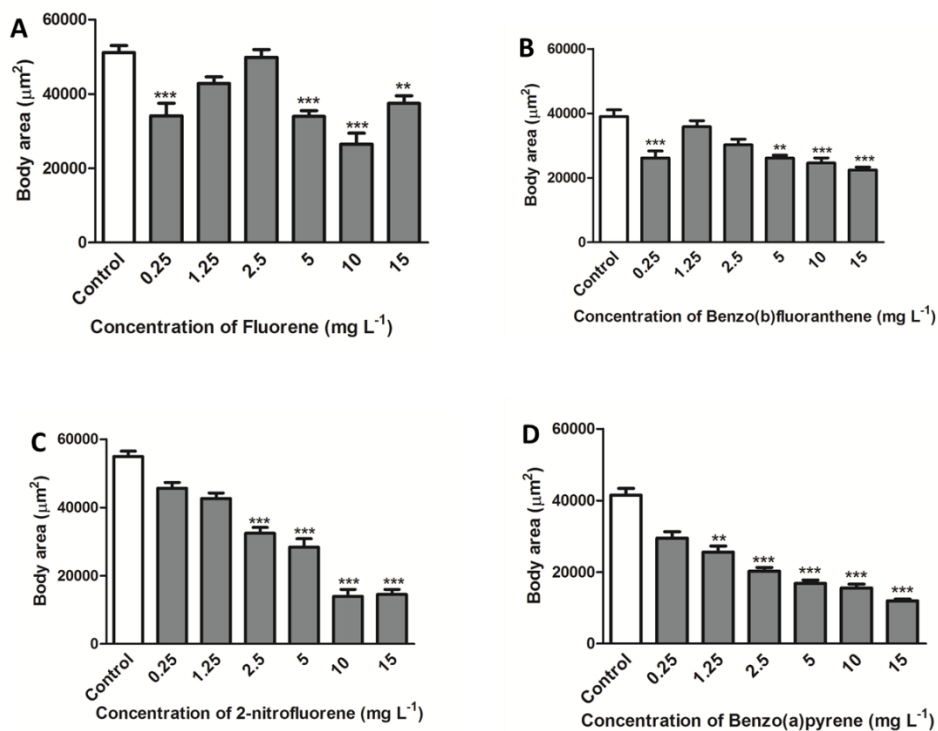 A
60000
40000
20000
0
Body area (μm²)
*** *** *** **
Control 0.25 1.25 2.5 5 10 15
Concentration of Fluorene (mg L⁻¹)
B
60000
40000
20000
0
Body area (μm²)
*** ** *** ***
Control 0.25 1.25 2.5 5 10 15
Concentration of Benzo(b)fluoranthene (mg L⁻¹)
C
60000
40000
20000
0
Body area (μm²)
*** *** *** ***
Control 0.25 1.25 2.5 5 10 15
Concentration of 2-nitrofluorene (mg L⁻¹)
D
60000
40000
20000
0
Body area (μm²)
** *** *** *** ***
Control 0.25 1.25 2.5 5 10 15
Concentration of Benzo(a)pyrene (mg L⁻¹)